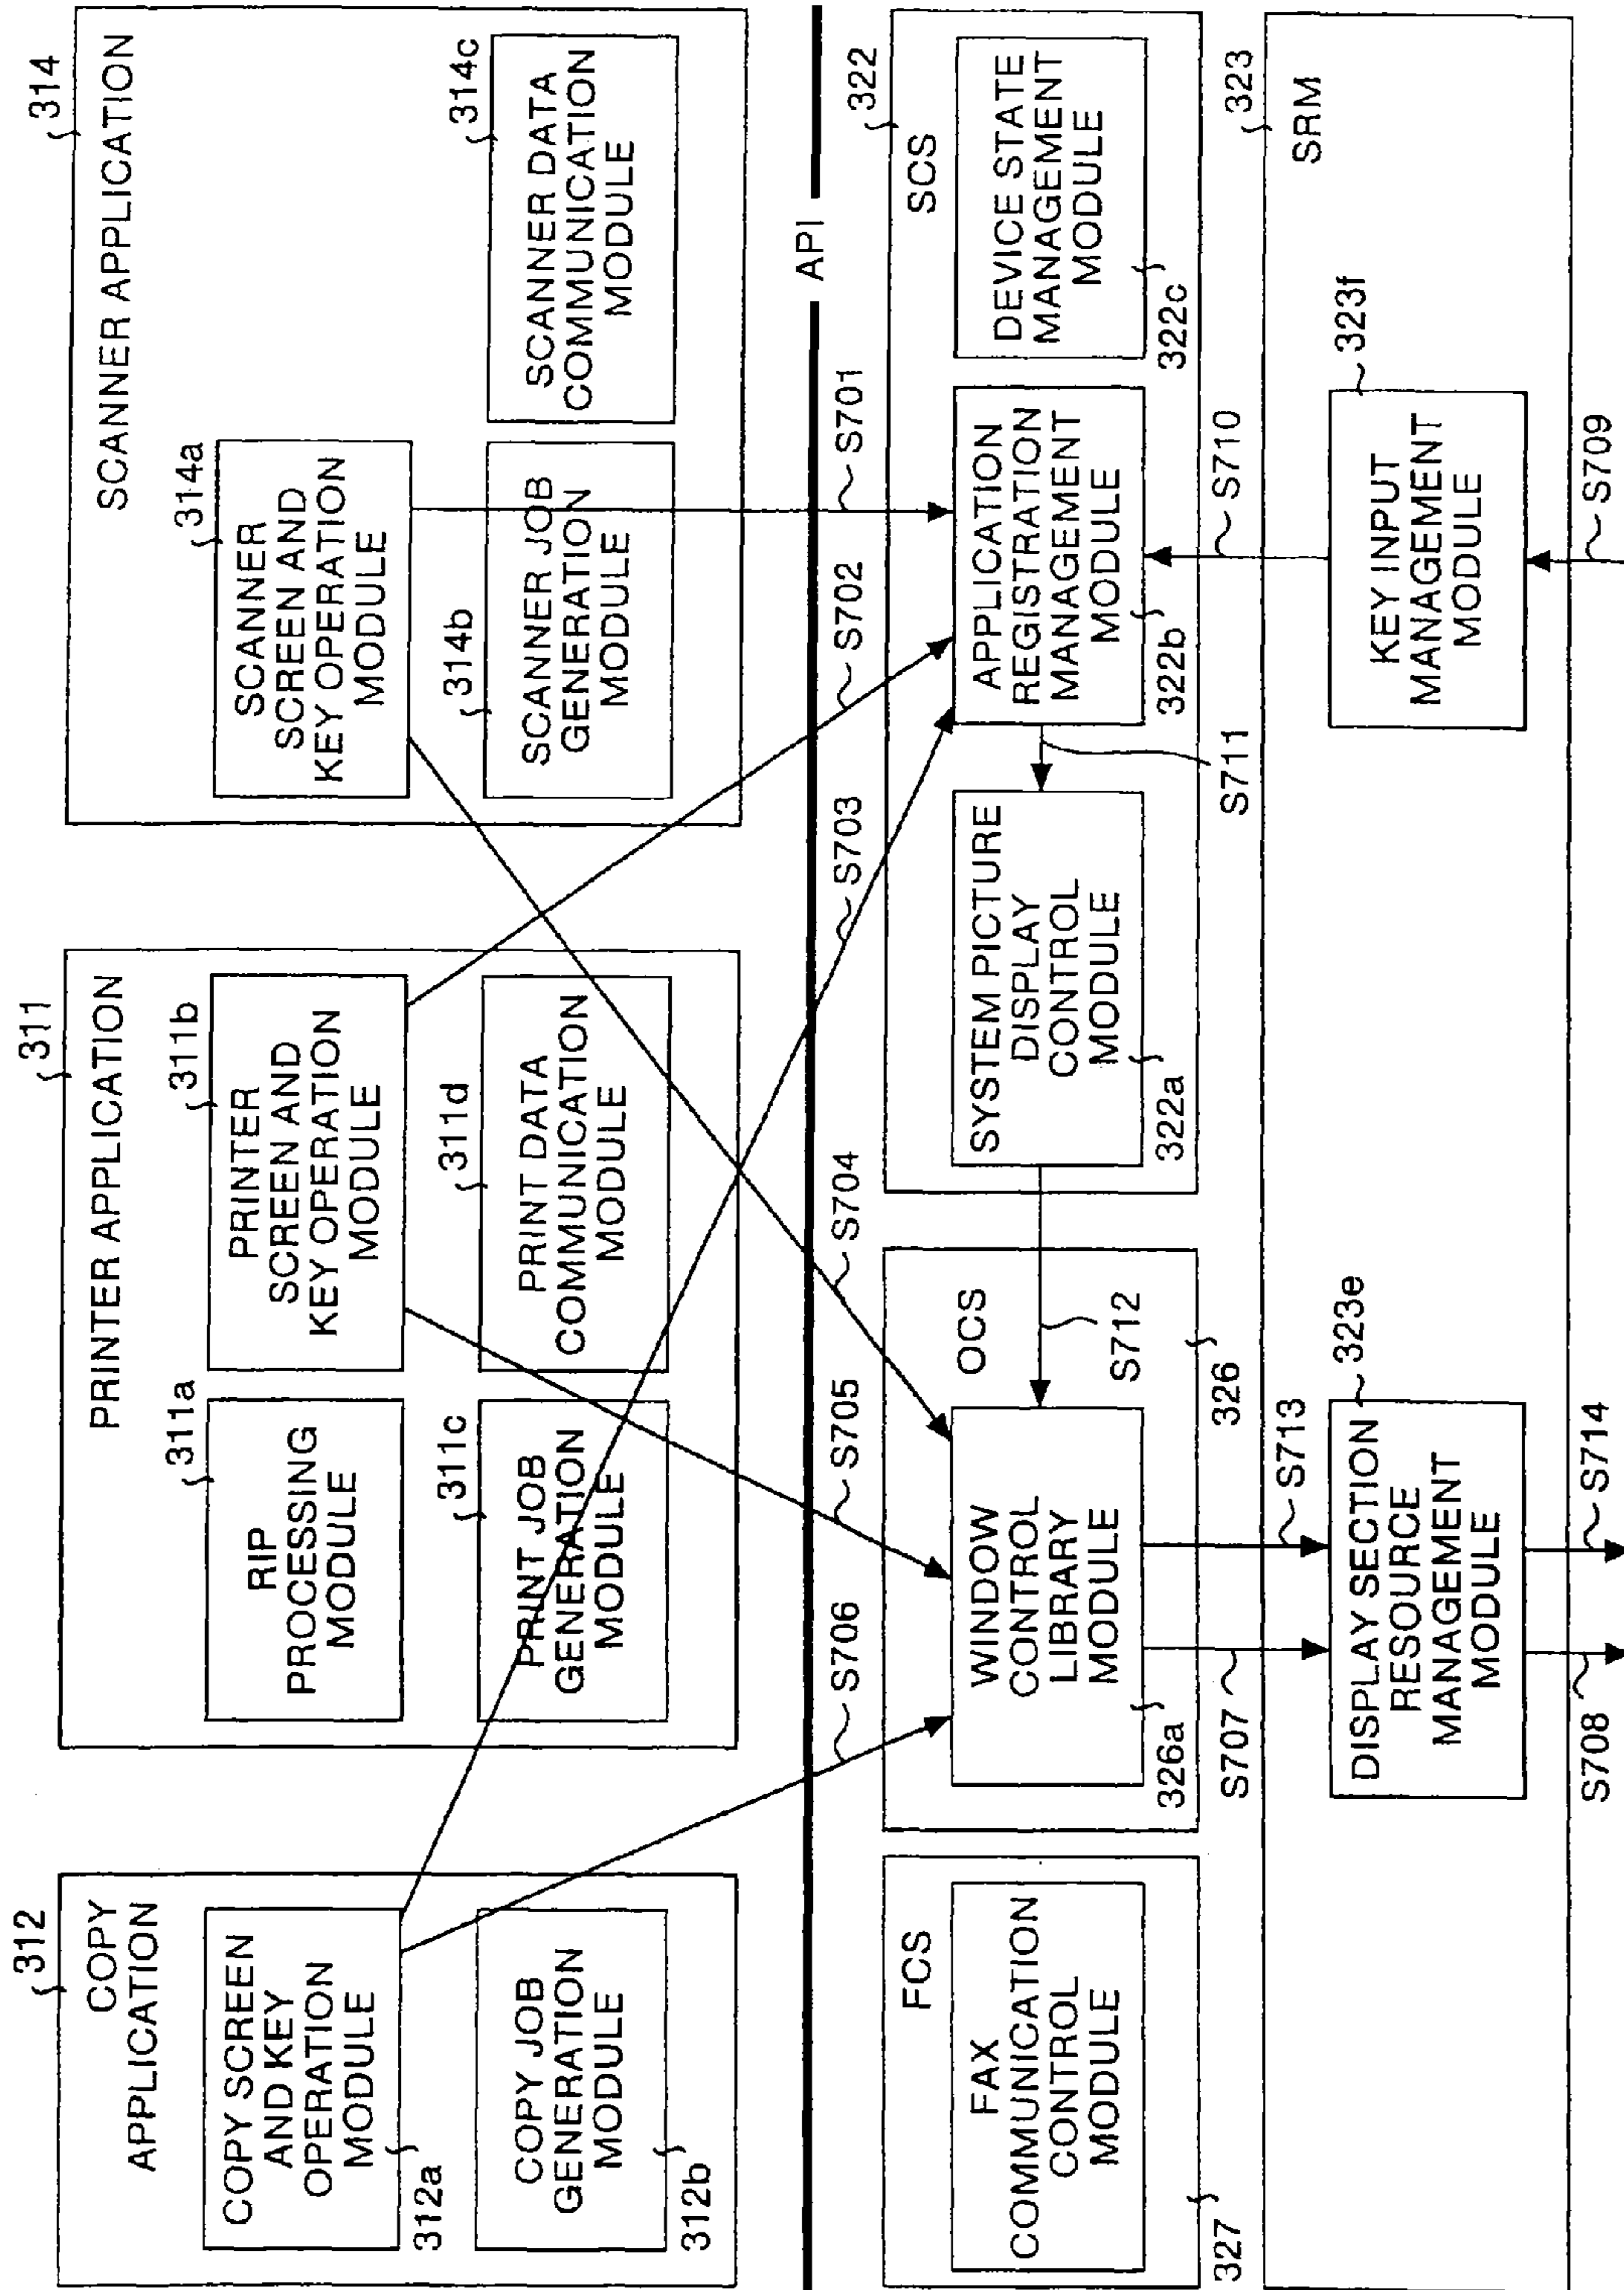 312
COPY
APPLICATION
COPY SCREEN
AND KEY
OPERATION
MODULE
312a
COPY JOB
GENERATION
MODULE
312b
311
PRINTER APPLICATION
311a
RIP
PROCESSING
MODULE
311b
PRINTER
SCREEN AND
KEY OPERATION
MODULE
311c
PRINT JOB
GENERATION
MODULE
311d
PRINT DATA
COMMUNICATION
MODULE
314
SCANNER APPLICATION
314a
SCANNER
SCREEN AND
KEY OPERATION
MODULE
314b
SCANNER JOB
GENERATION
MODULE
314c
SCANNER DATA
COMMUNICATION
MODULE
API
S706
S705
S704
S703
S702
S701
FCS
FAX
COMMUNICATION
CONTROL
MODULE
327
OCS
WINDOW
CONTROL
LIBRARY
MODULE
326a
S712
326
322
SCS
SYSTEM PICTURE
DISPLAY
CONTROL
MODULE
322a
S711
APPLICATION
REGISTRATION
MANAGEMENT
MODULE
322b
DEVICE STATE
MANAGEMENT
MODULE
322c
S707
S713
S710
323
SRM
323e
DISPLAY SECTION
RESOURCE
MANAGEMENT
MODULE
323f
KEY INPUT
MANAGEMENT
MODULE
S708
S714
S709